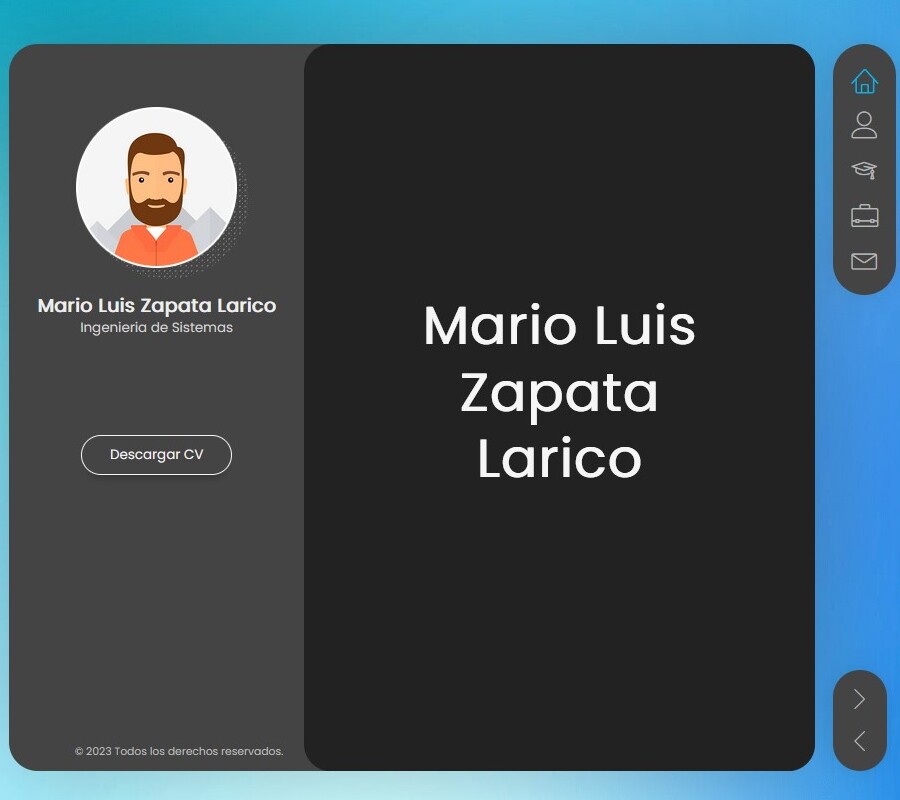 Mario Luis Zapata Larico
Ingenieria de Sistemas
Descargar CV
© 2023 Todos los derechos reservados.
Mario Luis
Zapata
Larico